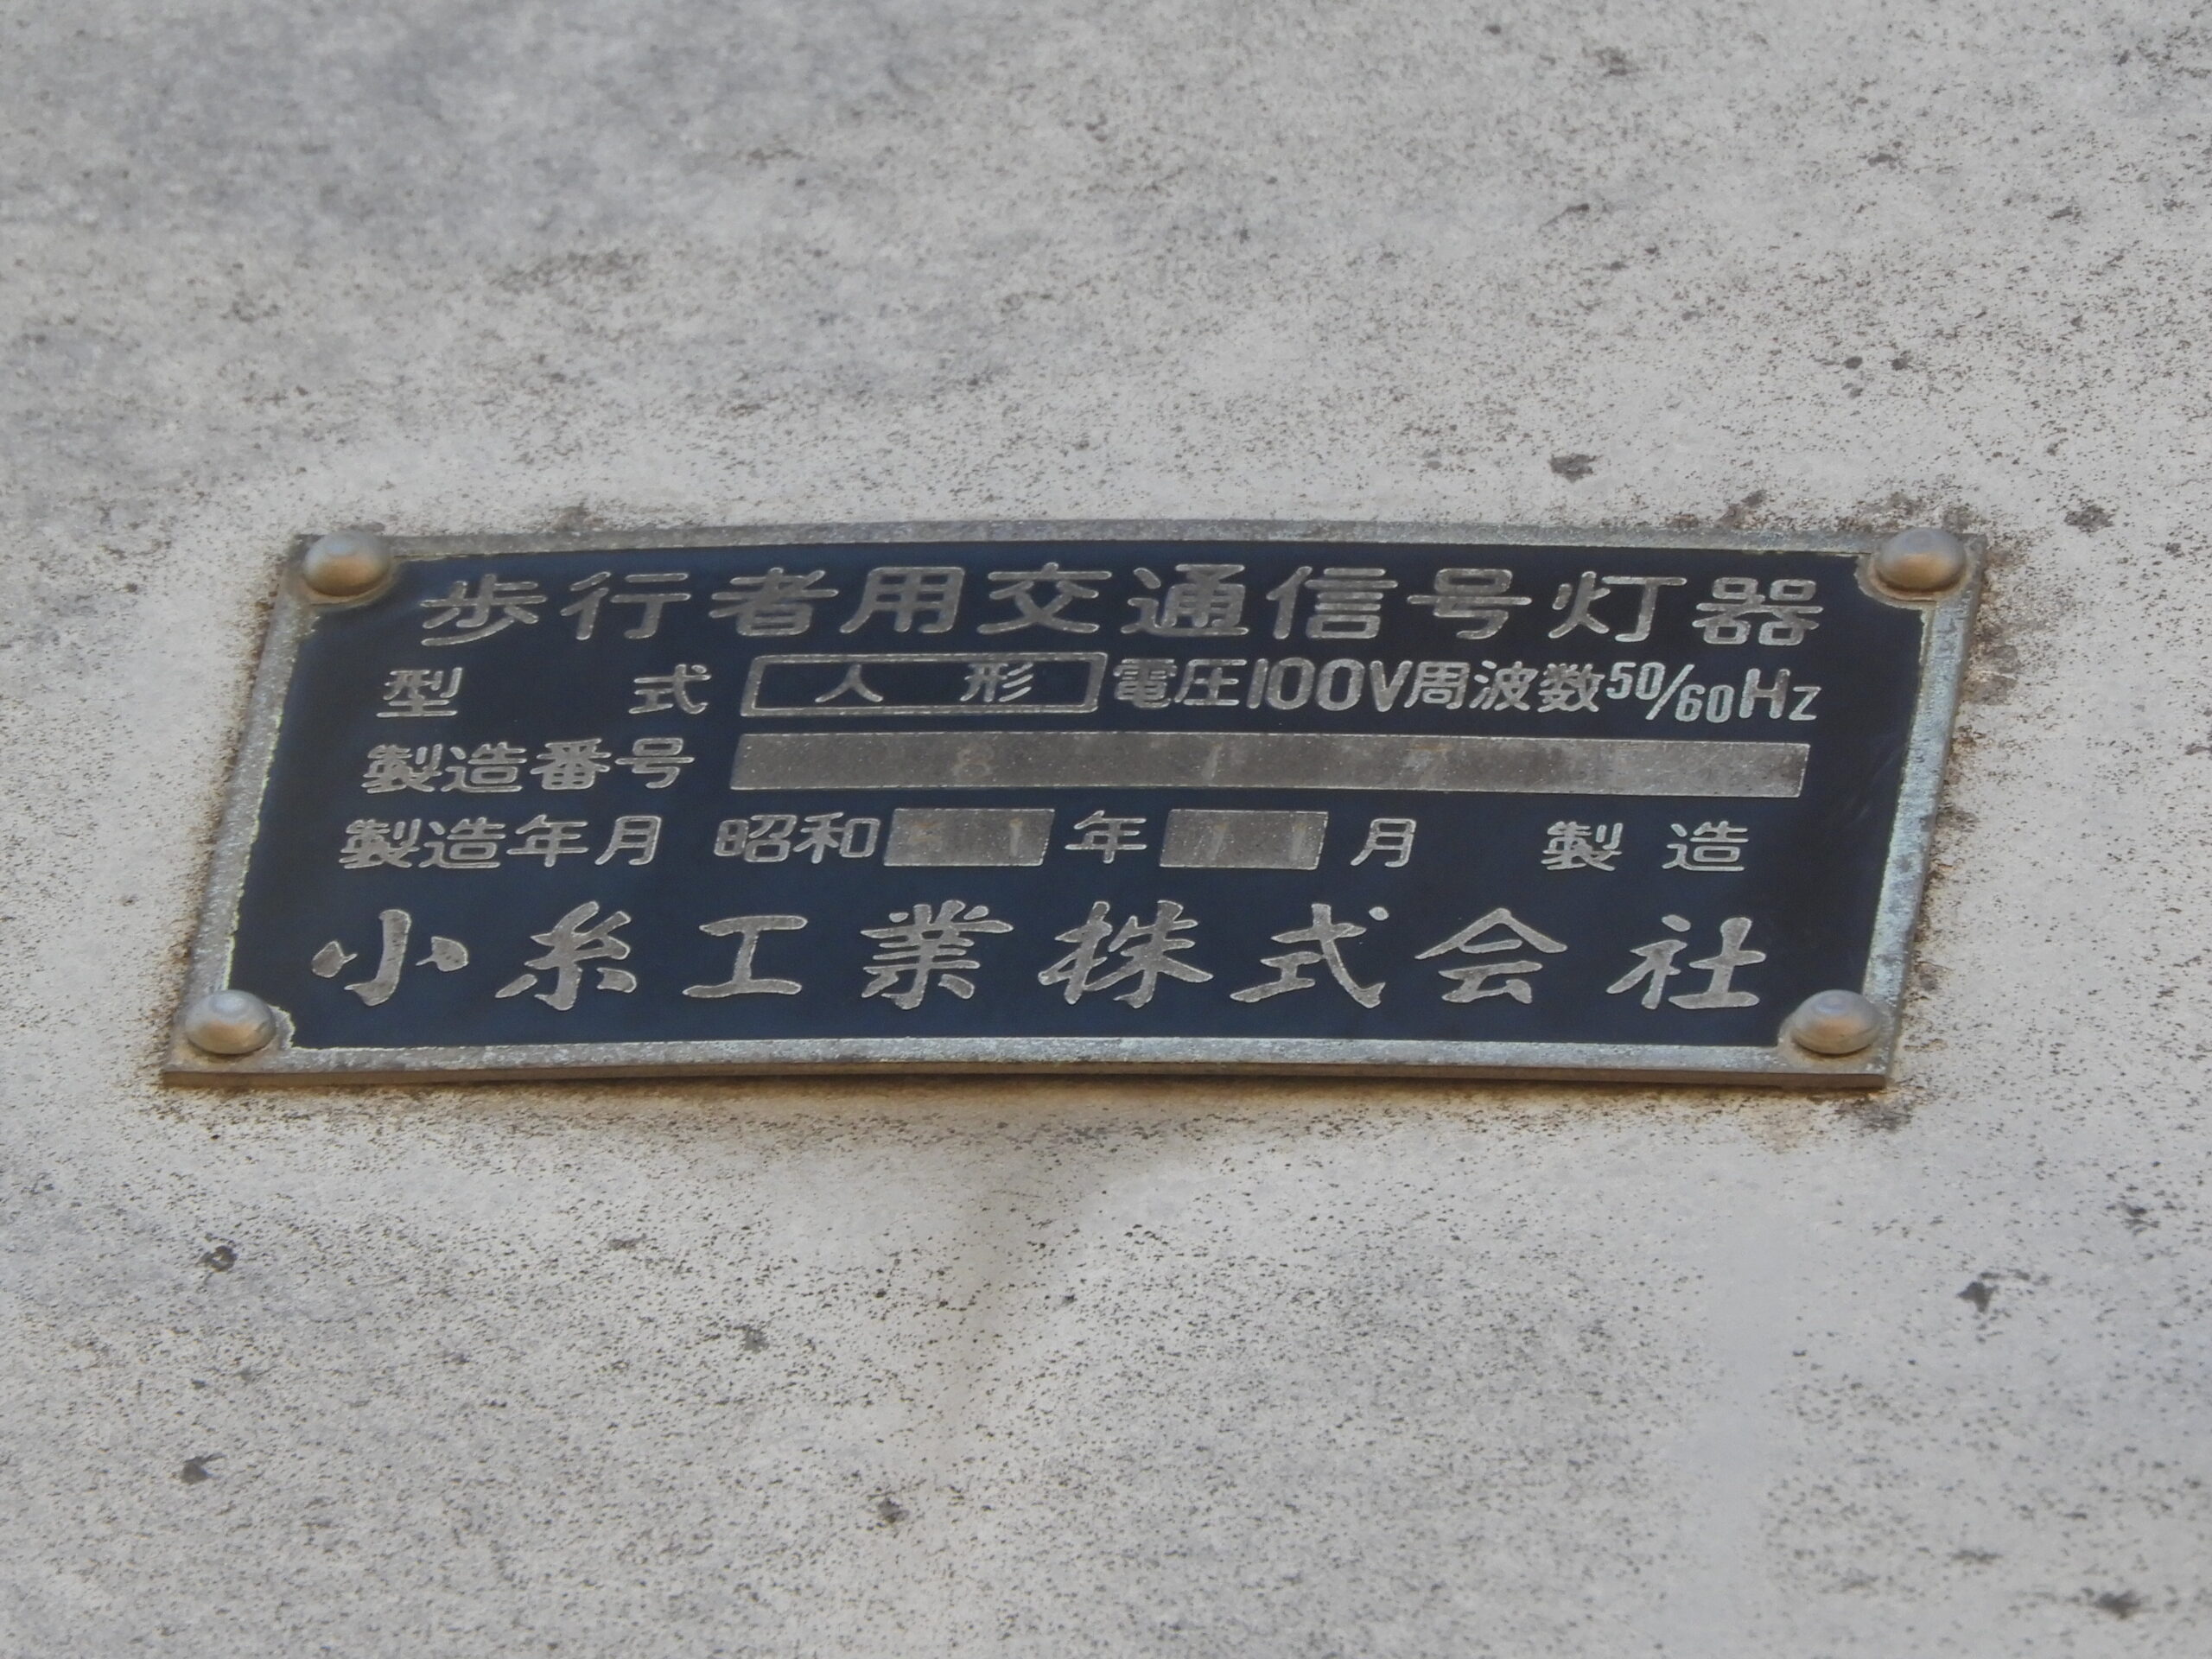 歩行者用交通信号灯器
型式 人形 電圧100V周波数50/60Hz
製造番号
製造年月 昭和 年 11 月 製造
小糸工業株式会社